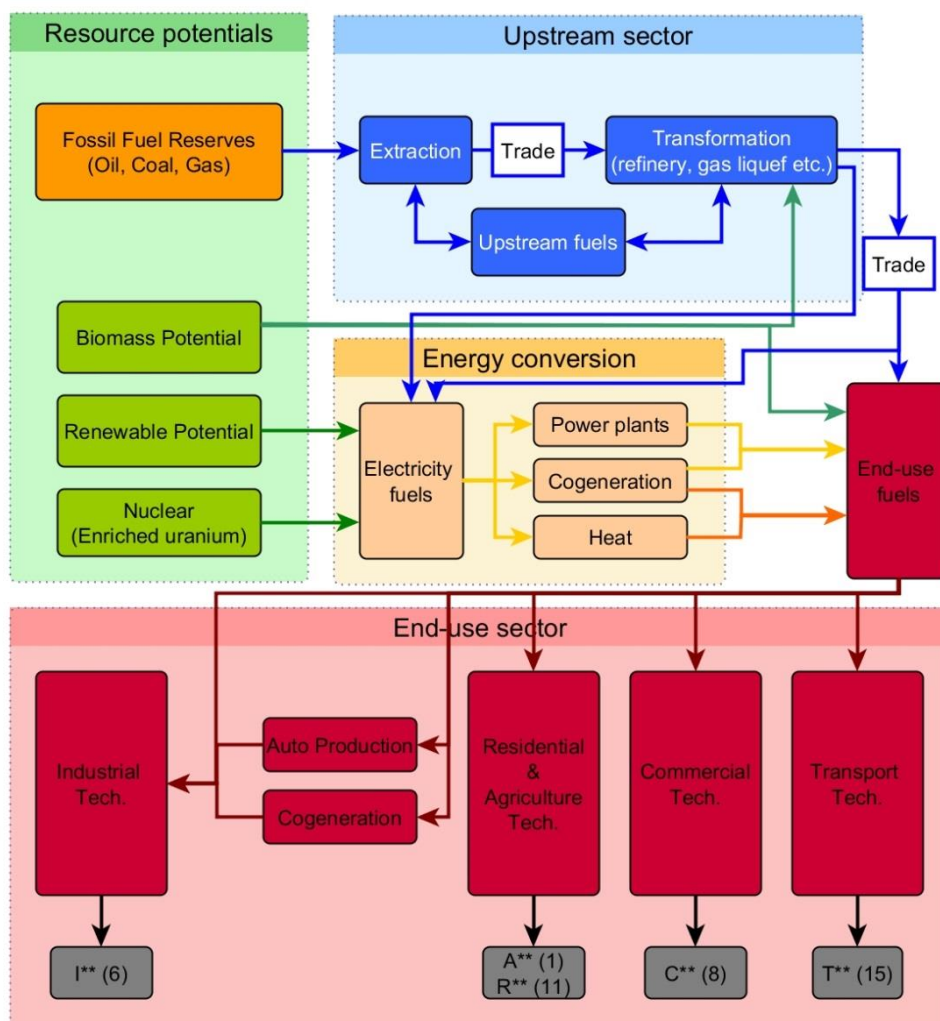 Resource potentials
Upstream sector
Fossil Fuel Reserves
(Oil, Coal, Gas)
Extraction
Trade
Transformation
(refinery, gas liquef etc.)
Upstream fuels
Trade
Biomass Potential
Energy conversion
Renewable Potential
Electricity
fuels
Power plants
Cogeneration
Heat
End-use
fuels
Nuclear
(Enriched uranium)
End-use sector
Industrial
Tech.
Auto Production
Cogeneration
Residential
&
Agriculture
Tech.
Commercial
Tech.
Transport
Tech.
I** (6)
A** (1)
R** (11)
C** (8)
T** (15)